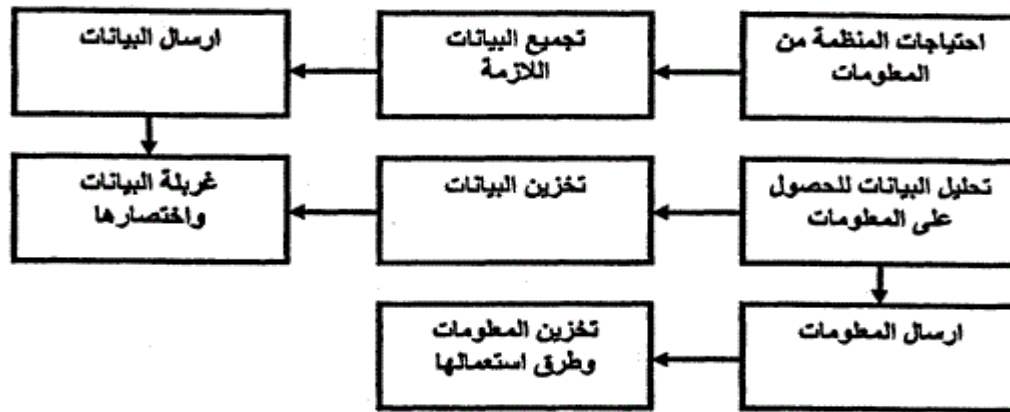 احتياجات المنظمة من
المعلومات
تجميع البيانات
اللازمة
ارسال البيانات
تحليل البيانات للحصول
على المعلومات
تخزين البيانات
غربلة البيانات
واختصارها
ارسال المعلومات
تخزين المعلومات
وطرق استعمالها